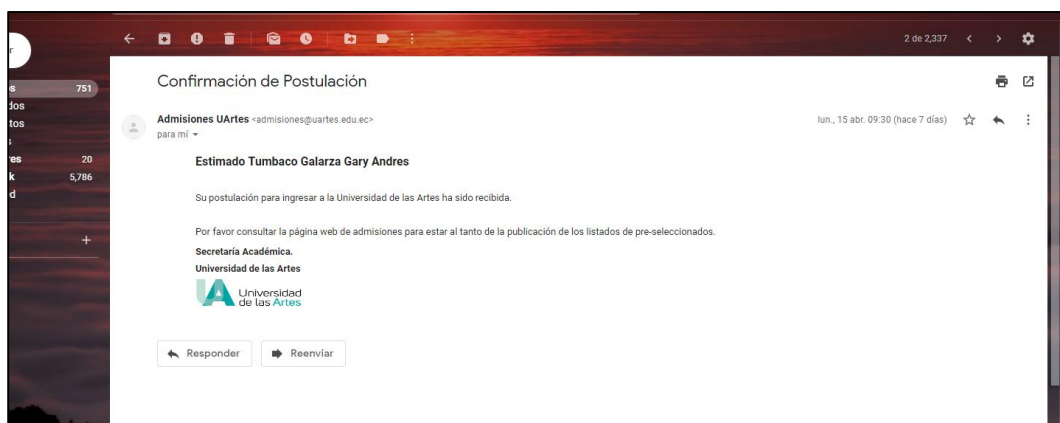 2 de 2,337
Confirmación de Postulación
751
Admisiones UArtes <admisiones@uartes.edu.ec>
lun., 15 abr. 09:30 (hace 7 días)
para mí
20
5,786
Estimado Tumbaco Galarza Gary Andres
Su postulación para ingresar a la Universidad de las Artes ha sido recibida.
Por favor consultar la página web de admisiones para estar al tanto de la publicación de los listados de pre-seleccionados.
Secretaría Académica.
Universidad de las Artes
UA Universidad
de las Artes
Responder
Reenviar